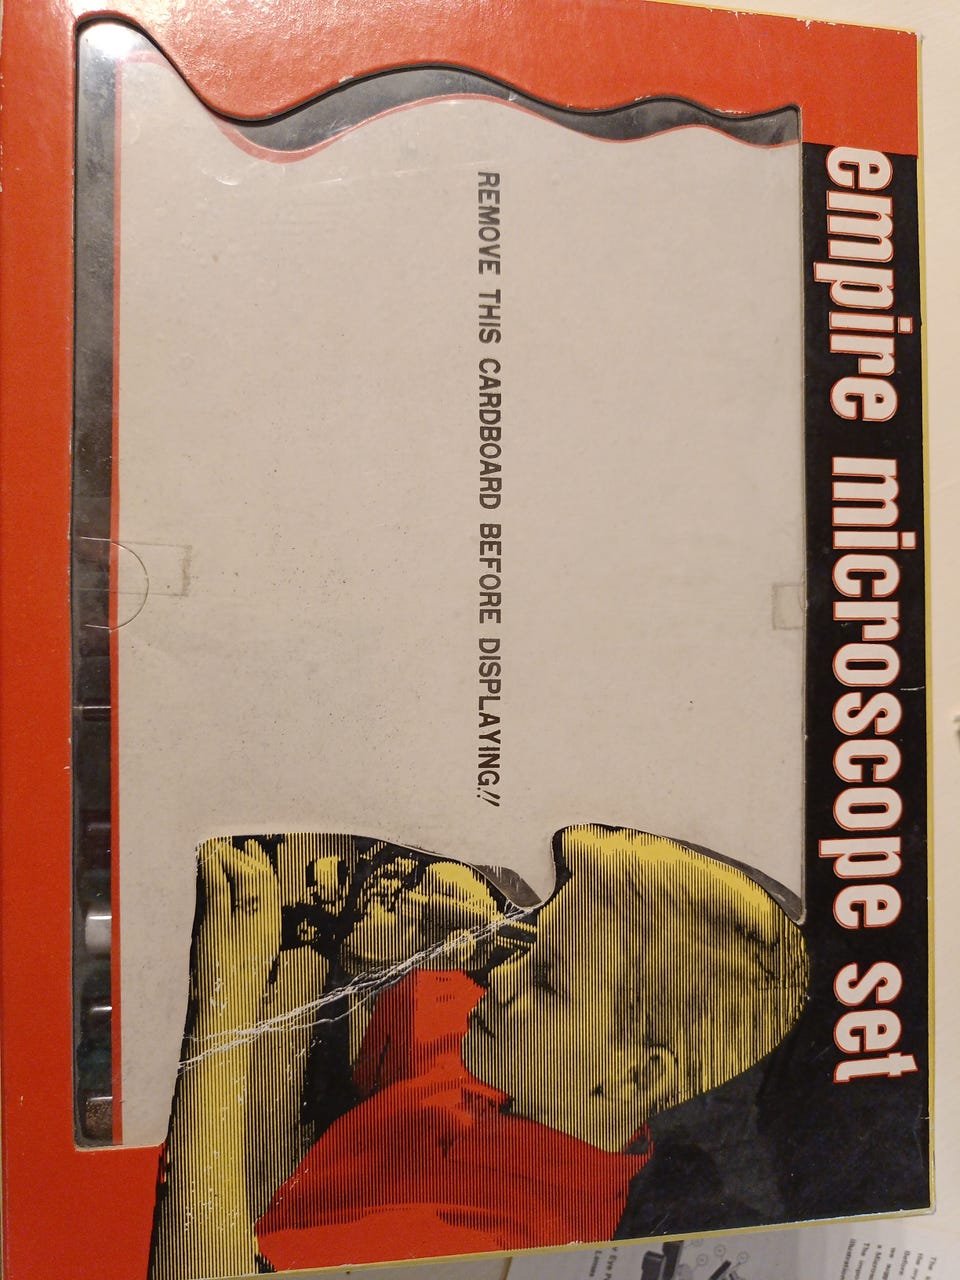 empire microscope set
REMOVE THIS CARDBOARD BEFORE DISPLAYING!!